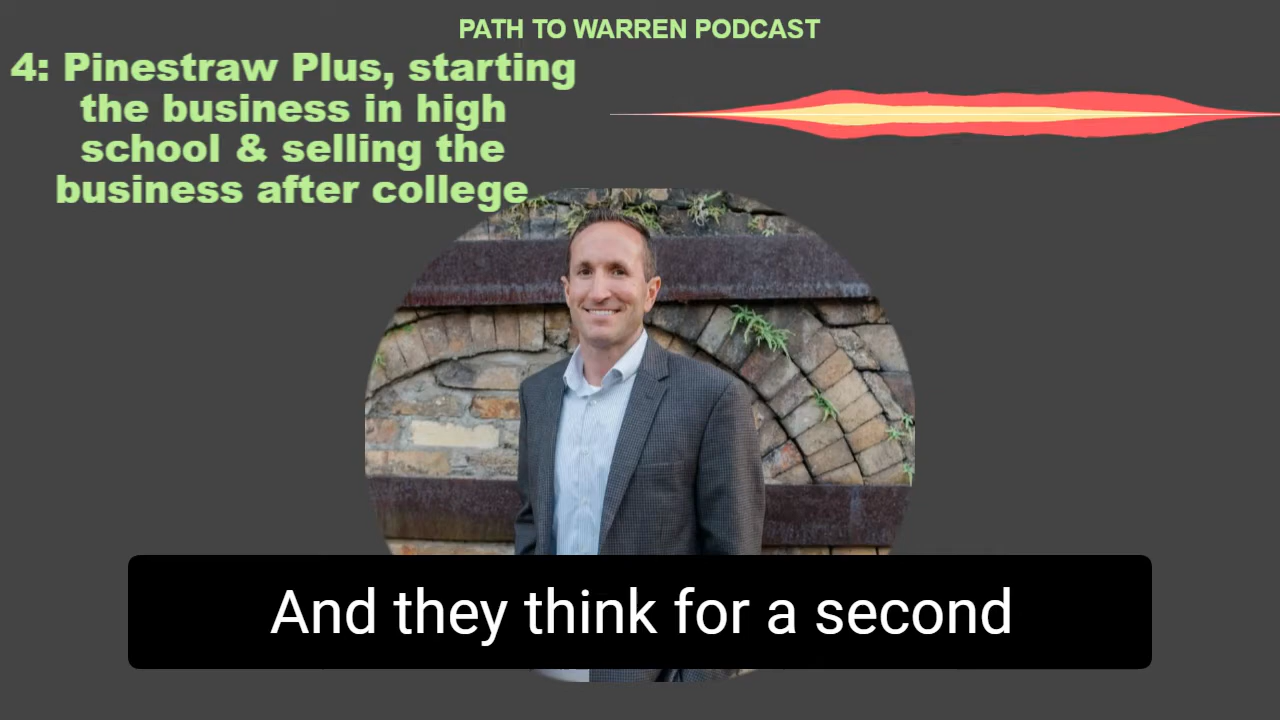 PATH TO WARREN PODCAST
4: Pinestraw Plus, starting
the business in high
school & selling the
business after college
And they think for a second